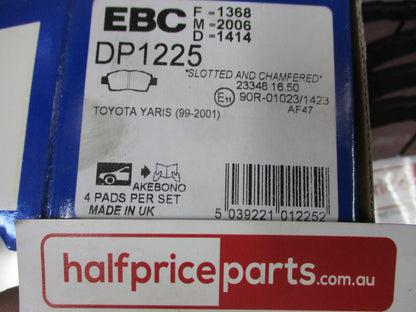 EBC
F = 1368
M = 2006
D = 1414
DP1225
"SLOTTED AND CHAMFERED"
23348 16.50
E11 90R-01023/1423
AF47
TOYOTA YARIS (99-2001)
AKEBONO
4 PADS PER SET
MADE IN UK
5 039221 012252
halfpriceparts.com.au